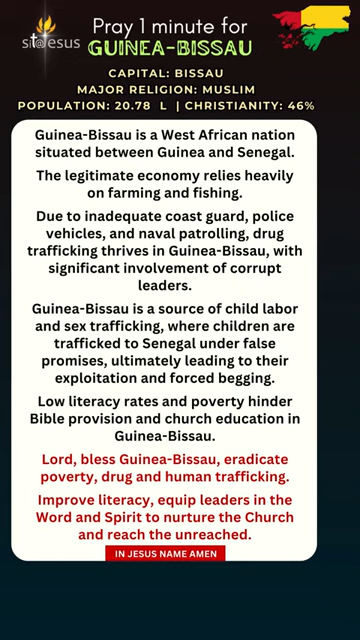 Pray 1 minute for
sit@Jesus
GUINEA-BISSAU
CAPITAL: BISSAU
MAJOR RELIGION: MUSLIM
POPULATION: 20.78 L | CHRISTIANITY: 46%
Guinea-Bissau is a West African nation
situated between Guinea and Senegal.
The legitimate economy relies heavily
on farming and fishing.
Due to inadequate coast guard, police
vehicles, and naval patrolling, drug
trafficking thrives in Guinea-Bissau, with
significant involvement of corrupt
leaders.
Guinea-Bissau is a source of child labor
and sex trafficking, where children are
trafficked to Senegal under false
promises, ultimately leading to their
exploitation and forced begging.
Low literacy rates and poverty hinder
Bible provision and church education in
Guinea-Bissau.
Lord, bless Guinea-Bissau, eradicate
poverty, drug and human trafficking.
Improve literacy, equip leaders in the
Word and Spirit to nurture the Church
and reach the unreached.
IN JESUS NAME AMEN